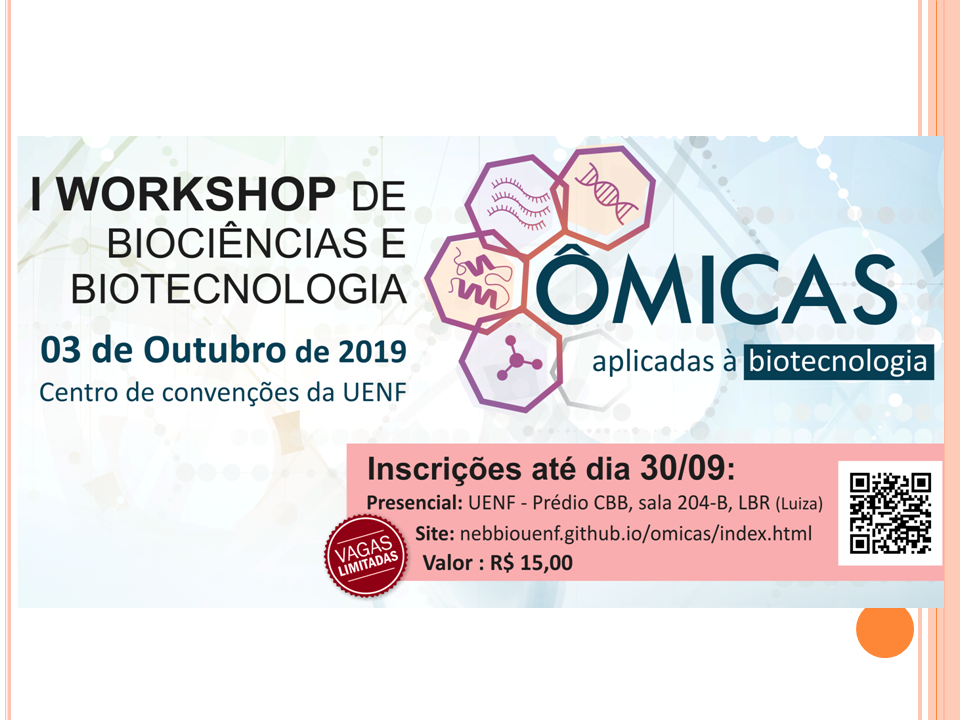 I WORKSHOP DE
BIOCIÊNCIAS E
BIOTECNOLOGIA
03 de Outubro de 2019
Centro de convenções da UENF
ÔMICAS
aplicadas à biotecnologia
Inscrições até dia 30/09:
Presencial: UENF - Prédio CBB, sala 204-B, LBR (Luiza)
Site: nebbiouenf.github.io/omicas/index.html
Valor : R$ 15,00
VAGAS
LIMITADAS